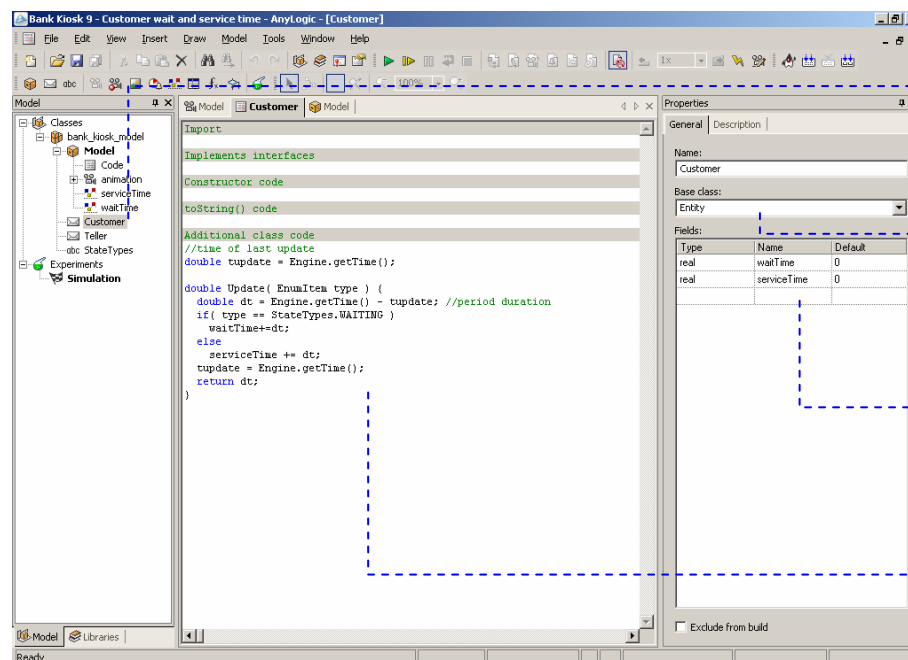 Bank Kiosk 9 - Customer wait and service time - AnyLogic - [Customer]
File Edit View Insert Draw Model Tools Window Help
1x
abc 100%
Model
Classes
bank_kiosk_model
Model
Code
animation
serviceTime
waitTime
Customer
Teller
abc StateTypes
Experiments
Simulation
Model Libraries
Model Customer Model
Import
Implements interfaces
Constructor code
toString() code
Additional class code
//time of last update
double tupdate = Engine.getTime();
double Update( EnumItem type ) {
double dt = Engine.getTime() - tupdate; //period duration
if( type == StateTypes.WAITING )
waitTime+=dt;
else
serviceTime += dt;
tupdate = Engine.getTime();
return dt;
}
Properties
General Description
Name:
Customer
Base class:
Entity
Fields:
Type Name Default
real waitTime 0
real serviceTime 0
Exclude from build
Ready